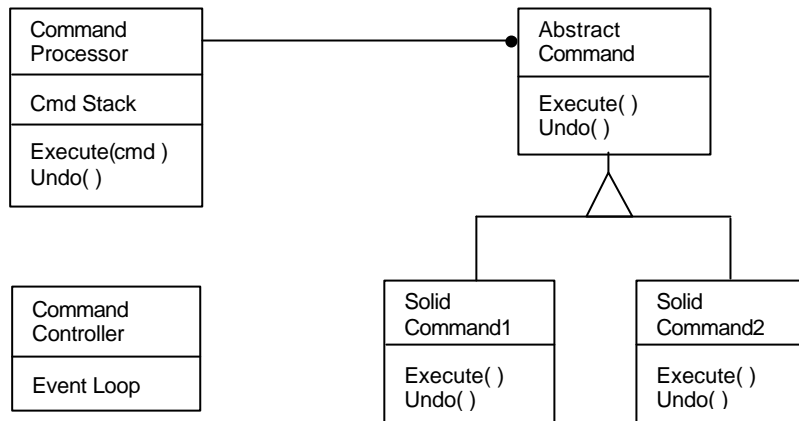 Command
Processor
Cmd Stack
Execute(cmd )
Undo( )
Abstract
Command
Execute( )
Undo( )
Command
Controller
Event Loop
Solid
Command1
Execute( )
Undo( )
Solid
Command2
Execute( )
Undo( )